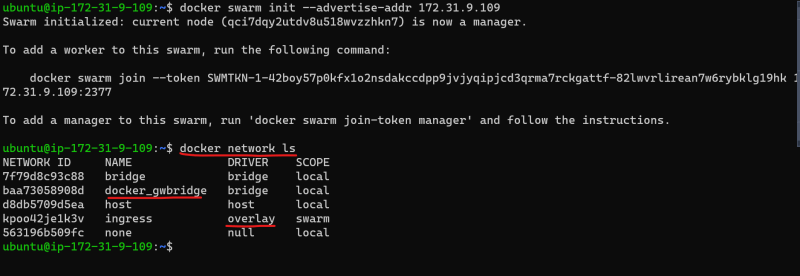 ubuntu@ip-172-31-9-109:~$ docker swarm init --advertise-addr 172.31.9.109
Swarm initialized: current node (qci7dqy2utdv8u518wvzzhkn7) is now a manager.
To add a worker to this swarm, run the following command:
docker swarm join --token SWMTKN-1-42boy57p0kfx1o2nsdakccdpp9jvjyqipjcd3qrma7rckgattf-82lwvrlirean7w6rybklg19hk 1
72.31.9.109:2377
To add a manager to this swarm, run 'docker swarm join-token manager' and follow the instructions.
ubuntu@ip-172-31-9-109:~$ docker network ls
NETWORK ID NAME DRIVER SCOPE
7f79d8c93c88 bridge bridge local
baa73058908d docker_gwbridge bridge local
d8db5709d5ea host host local
kpoo42je1k3v ingress overlay swarm
563196b509fc none null local
ubuntu@ip-172-31-9-109:~$